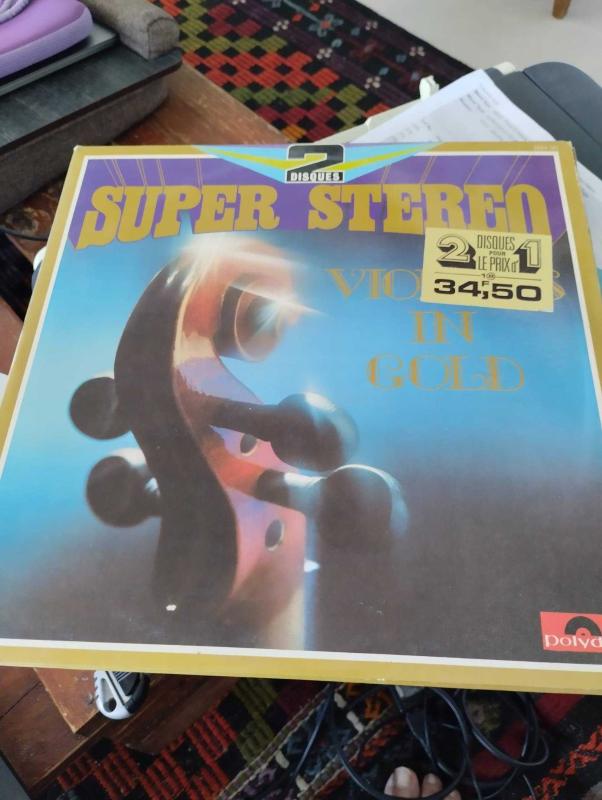 2
DISQUES
SUPER STEREO
2 DISQUES POUR LE PRIX d' 1
F
34,50
IN
GOLD
polyd